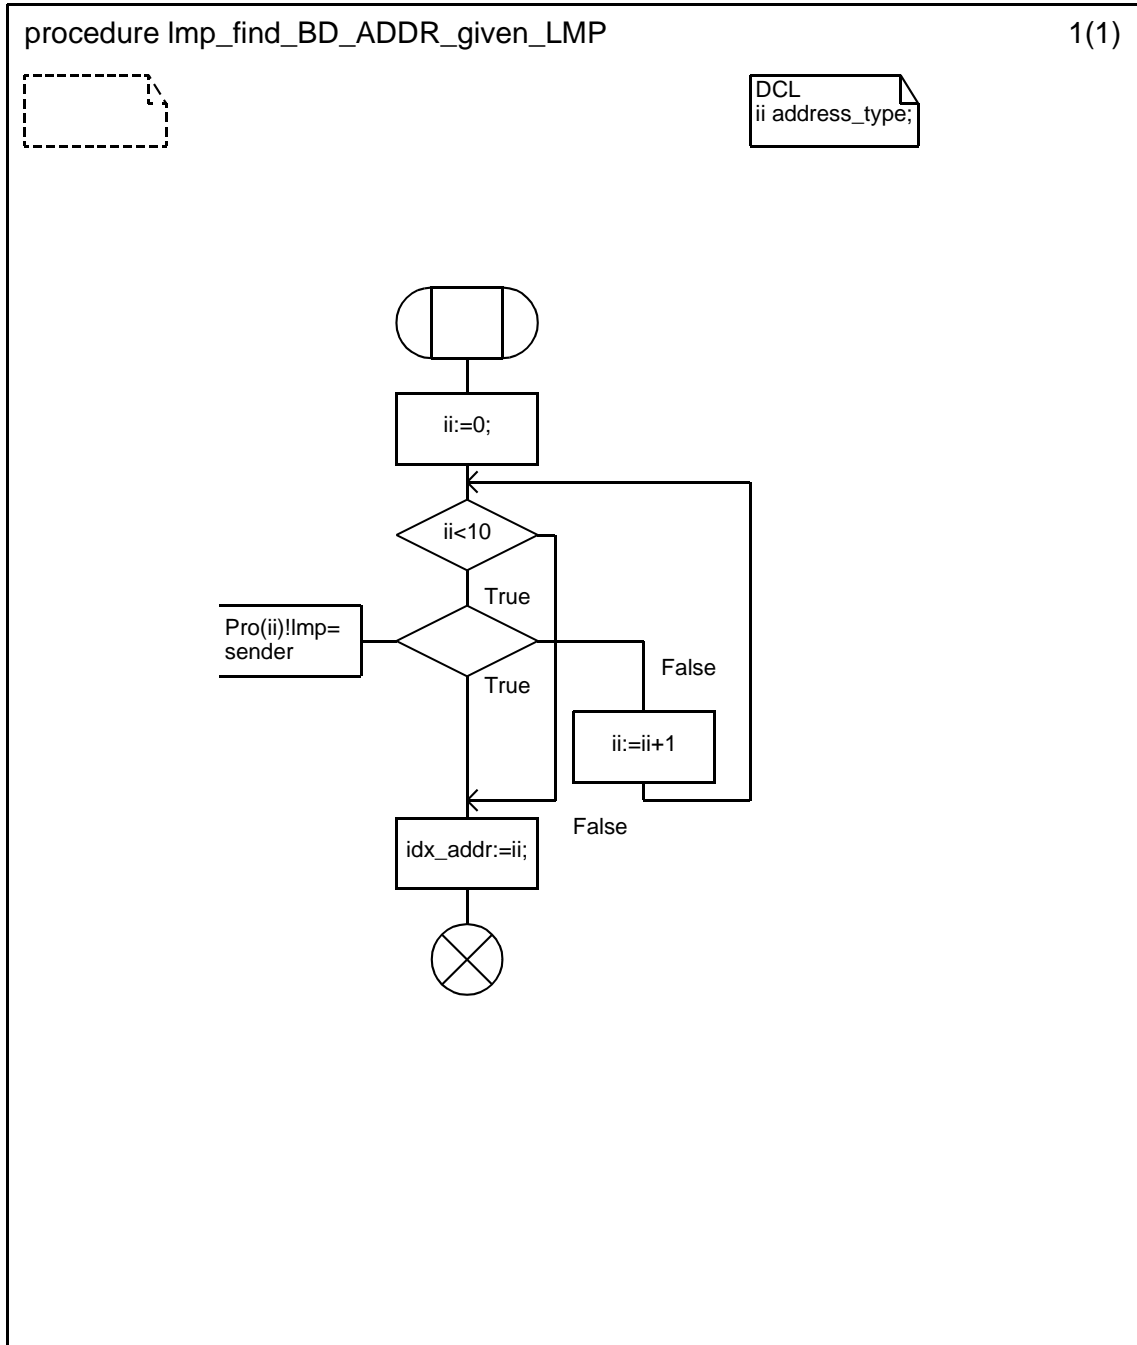 procedure lmp_find_BD_ADDR_given_LMP
1(1)
DCL
ii address_type;
ii:=0;
ii<10
True
Pro(ii)!lmp=
sender
False
True
ii:=ii+1
False
idx_addr:=ii;